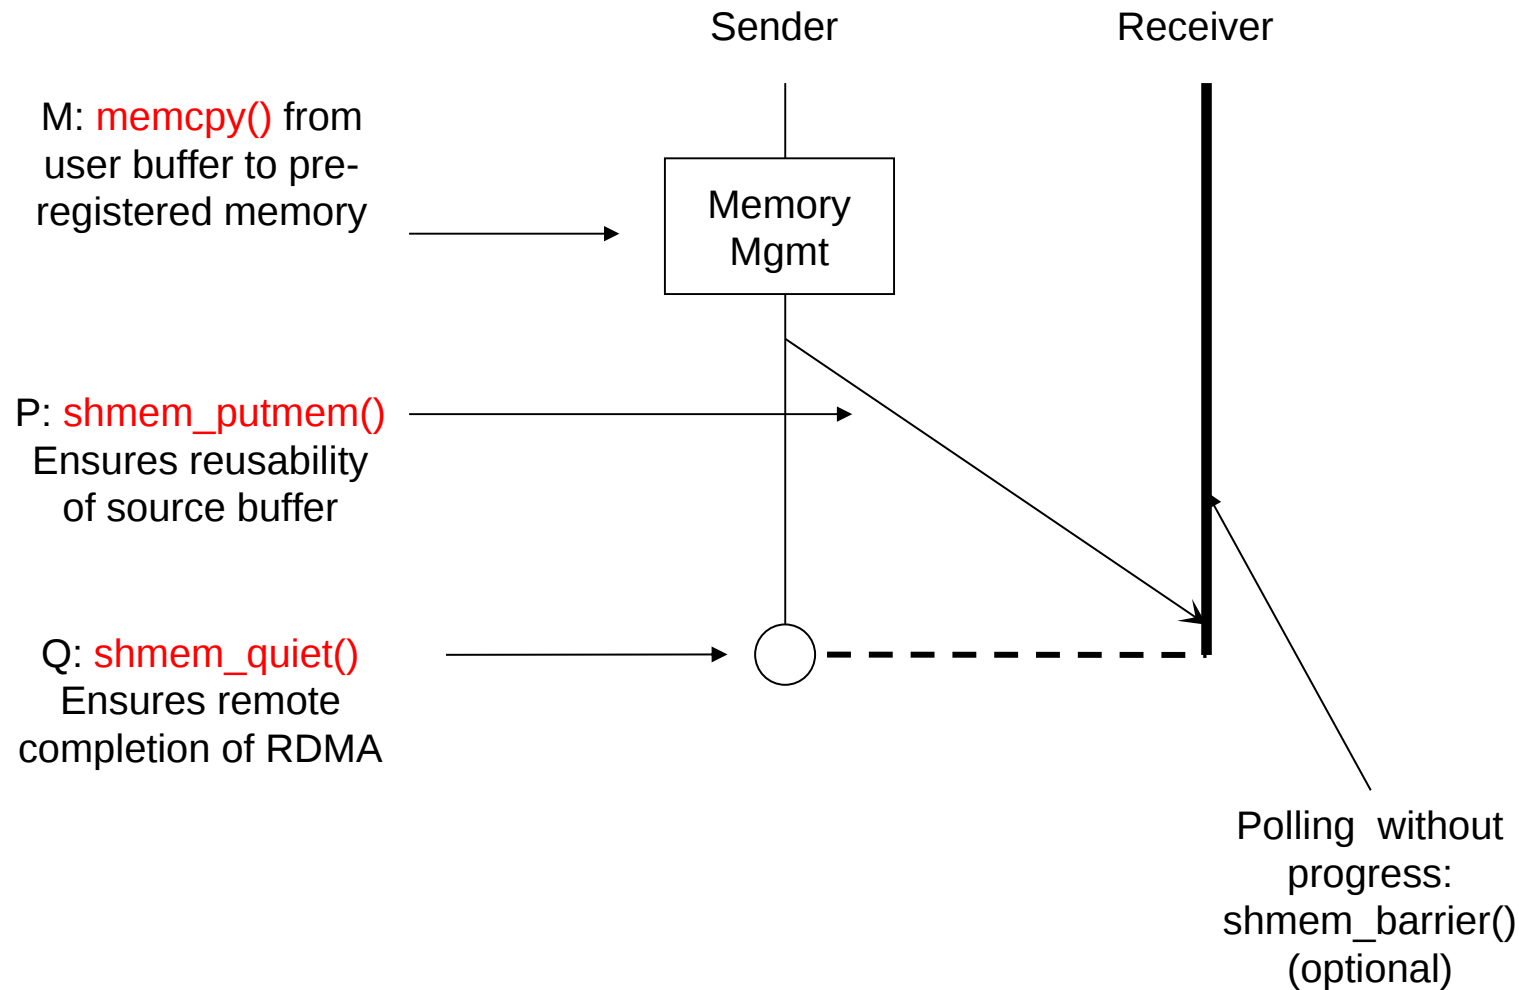 Sender
Receiver
M: memcpy() from
user buffer to pre-
registered memory
Memory
Mgmt
P: shmem_putmem()
Ensures reusability
of source buffer
Q: shmem_quiet()
Ensures remote
completion of RDMA
Polling  without
progress:
shmem_barrier()
(optional)